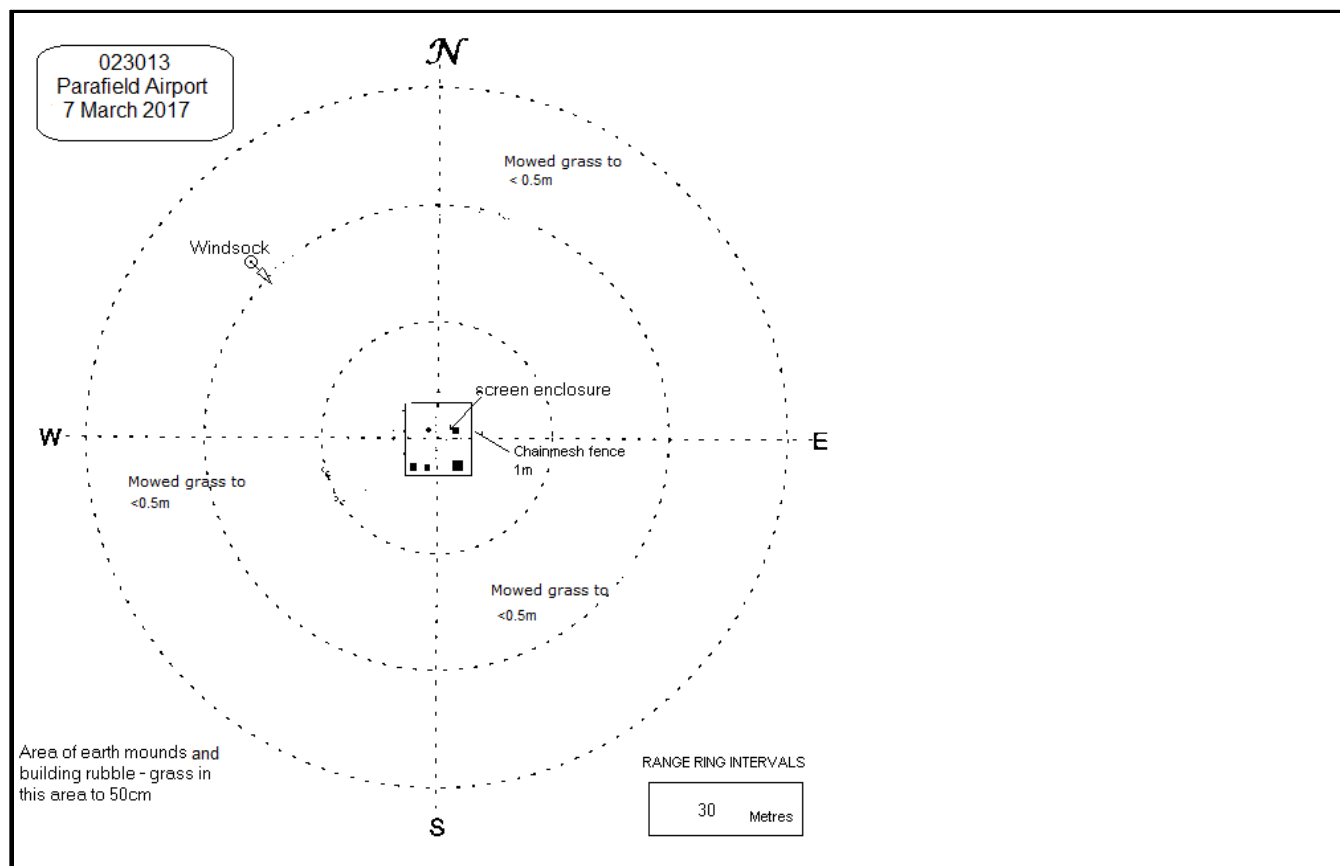 023013
Parafield Airport
7 March 2017
N
Mowed grass to
< 0.5m
Windsock
screen enclosure
W
E
Chainmesh fence
1m
Mowed grass to
<0.5m
Mowed grass to
<0.5m
Area of earth mounds and
building rubble - grass in
this area to 50cm
RANGE RING INTERVALS
30 Metres
S